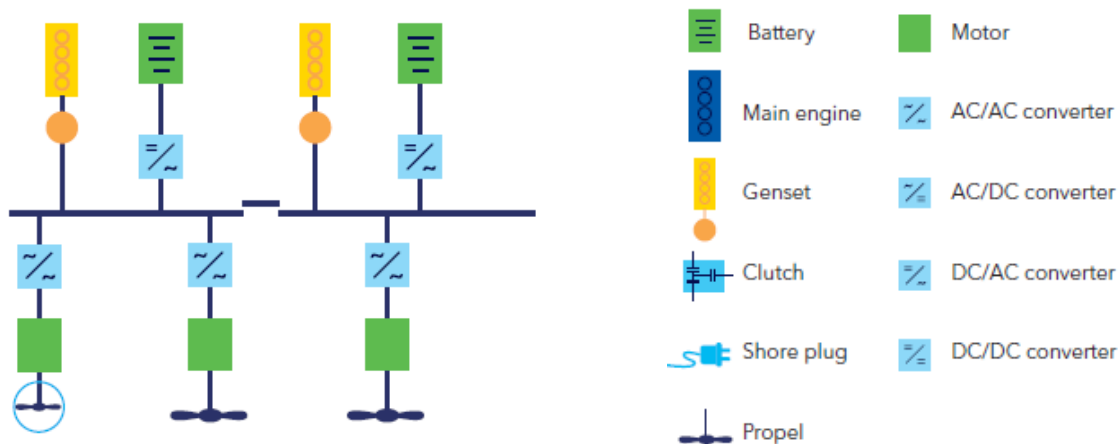 Battery
Motor
Main engine
AC/AC converter
Genset
AC/DC converter
Clutch
DC/AC converter
Shore plug
DC/DC converter
Propel